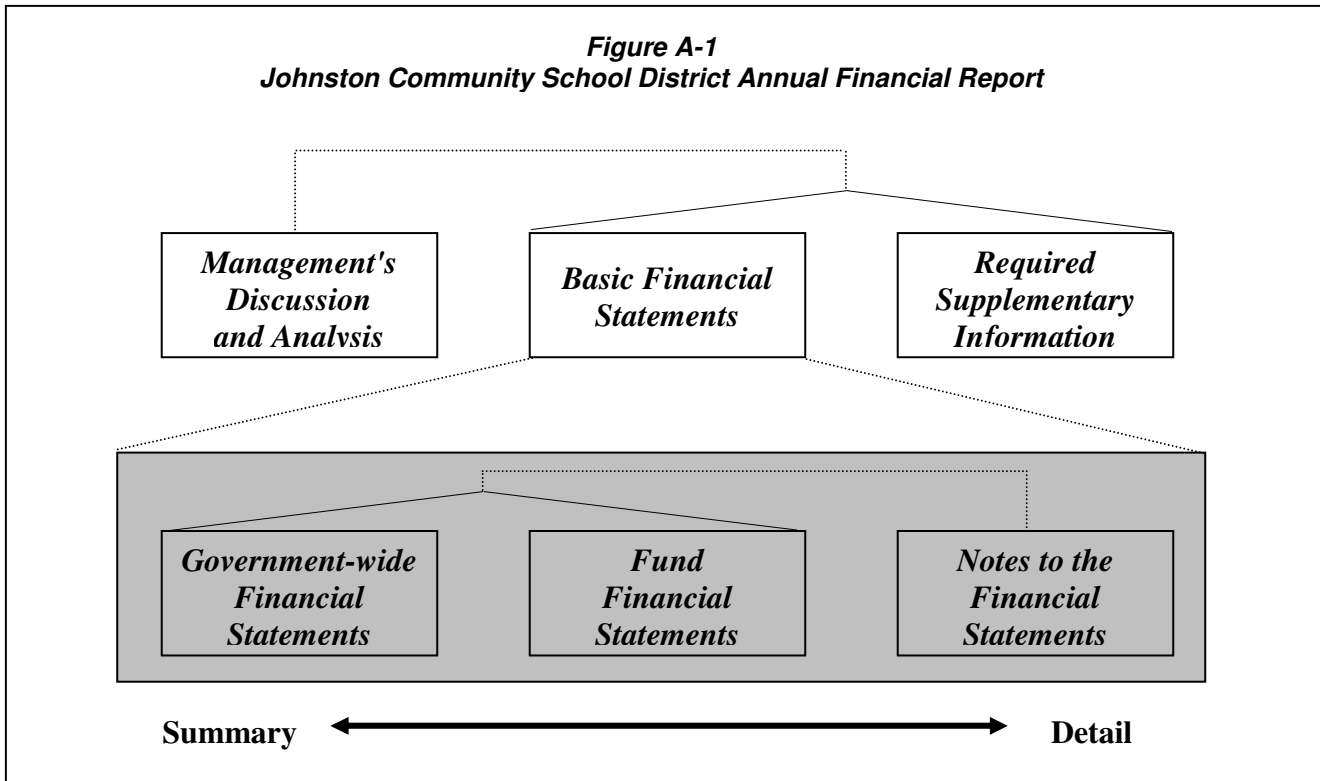 Figure A-1
Johnston Community School District Annual Financial Report
Management's
Discussion
and Analysis
Basic Financial
Statements
Required
Supplementary
Information
Government-wide
Financial
Statements
Fund
Financial
Statements
Notes to the
Financial
Statements
Summary
Detail